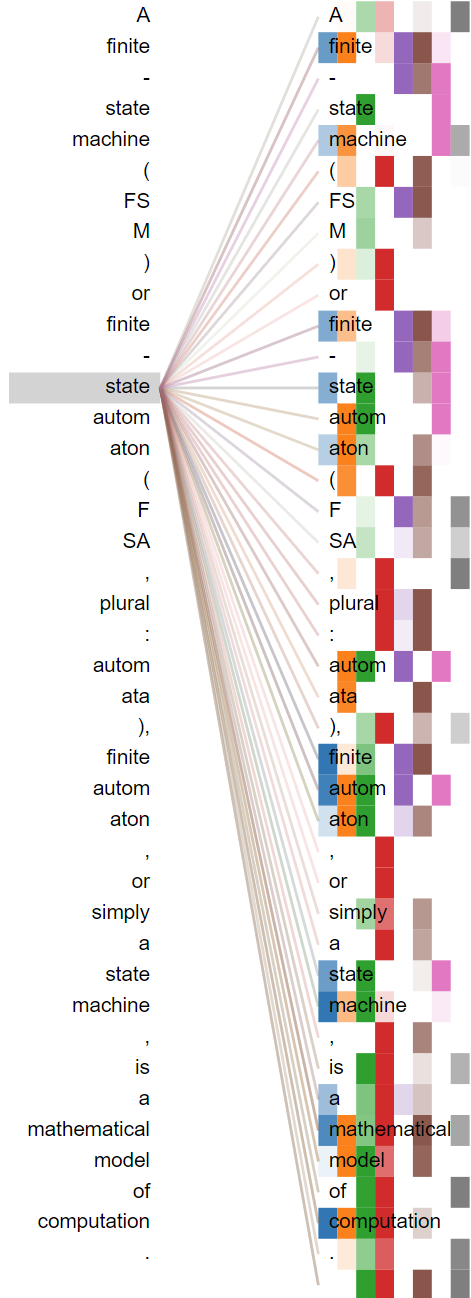 A A
finite finite
- -
state state
machine machine
( (
FS FS
M M
) )
or or
finite finite
- -
state state
autom autom
aton aton
( (
F F
SA SA
, ,
plural plural
: :
autom autom
ata ata
), ),
finite finite
autom autom
aton aton
, ,
or or
simply simply
a a
state state
machine machine
, ,
is is
a a
mathematical mathematical
model model
of of
computation computation
. .